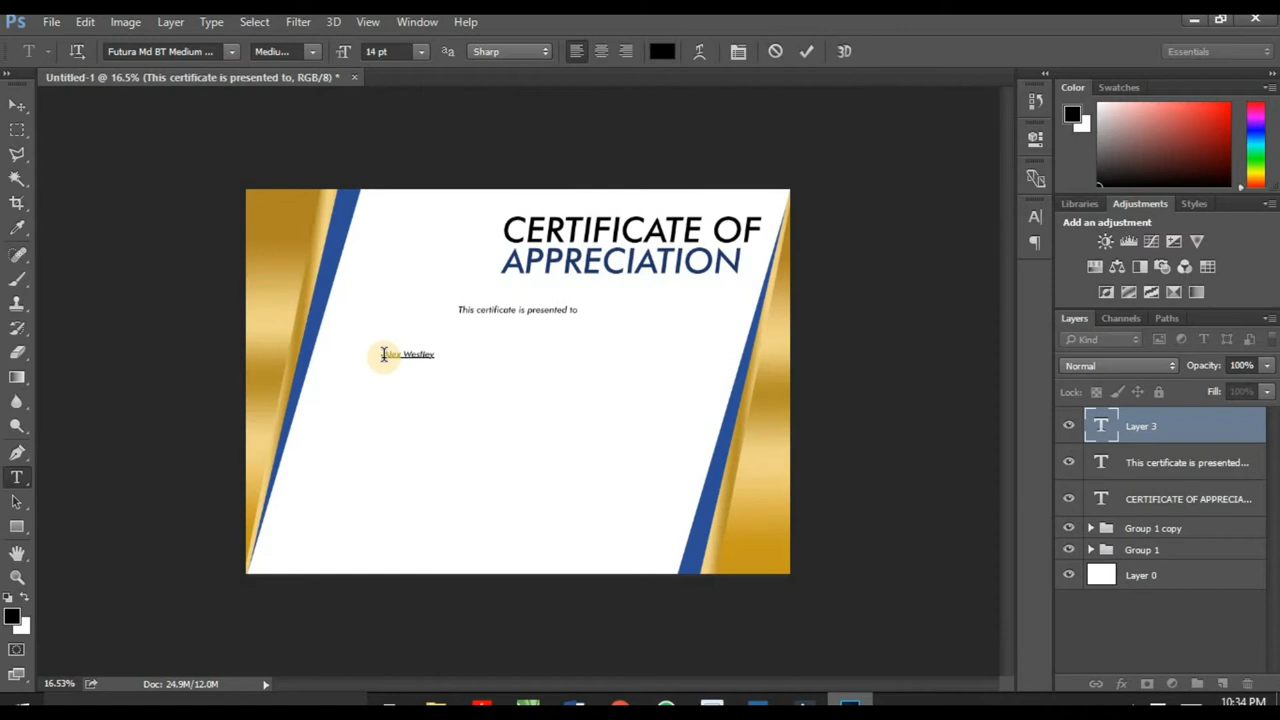 Ps File Edit Image Layer Type Select Filter 3D View Window Help
T Futura Md BT Medium ... Mediu... 14 pt aa Sharp 3D Essentials
Untitled-1 @ 16.5% (This certificate is presented to, RGB/8) *
Color Swatches
CERTIFICATE OF
APPRECIATION
This certificate is presented to
Alex Westley
Libraries Adjustments Styles
Add an adjustment
Layers Channels Paths
Kind
Normal Opacity: 100%
Lock: Fill: 100%
Layer 3
This certificate is presented...
CERTIFICATE OF APPRECIA...
Group 1 copy
Group 1
Layer 0
16.53% Doc: 24.9M/12.0M
10:34 PM